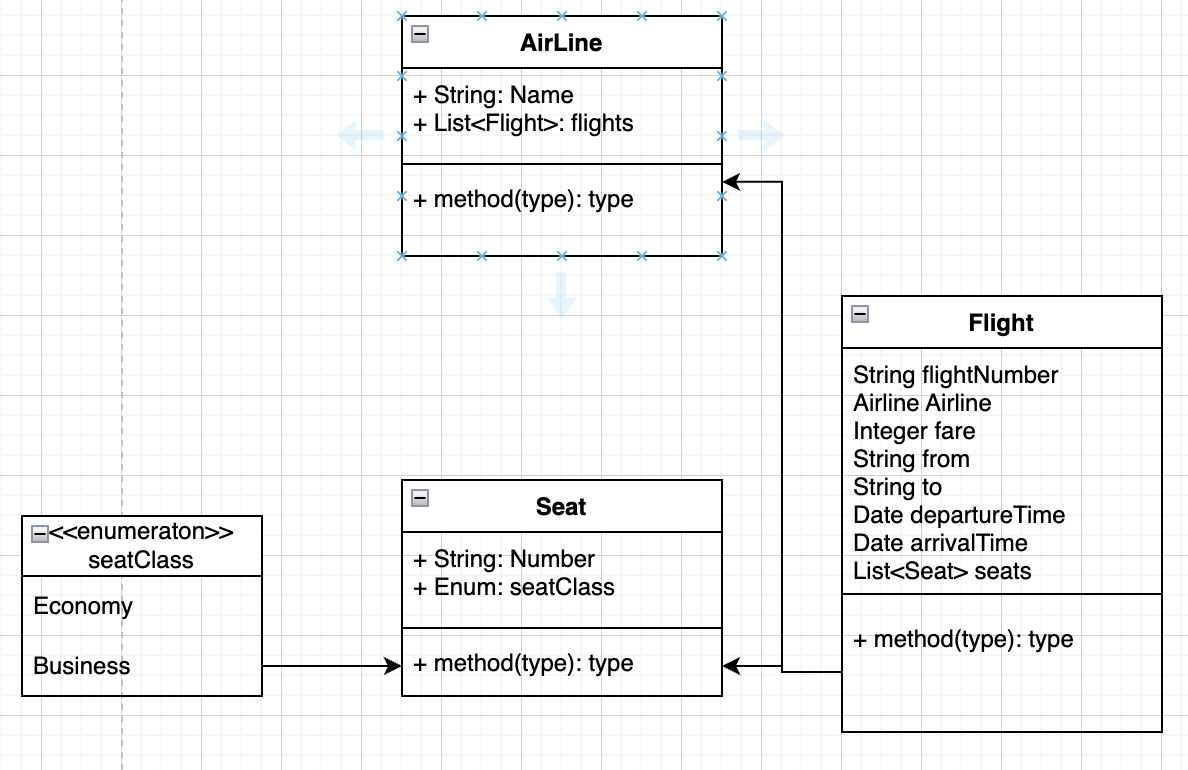 AirLine
+ String: Name
+ List<Flight>: flights
+ method(type): type
Flight
String flightNumber
Airline Airline
Integer fare
String from
String to
Date departureTime
Date arrivalTime
List<Seat> seats
+ method(type): type
Seat
+ String: Number
+ Enum: seatClass
+ method(type): type
<<enumeraton>>
seatClass
Economy
Business